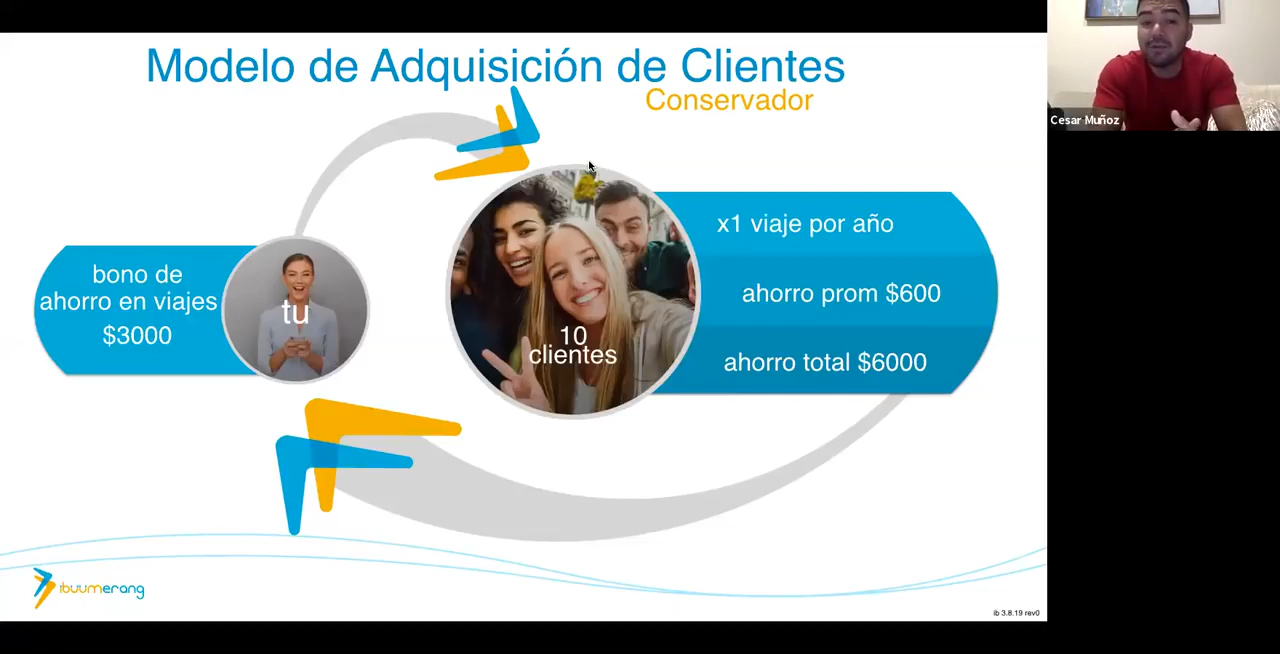 Modelo de Adquisición de Clientes
Conservador
bono de
ahorro en viajes
$3000
tu
10
clientes
x1 viaje por año
ahorro prom $600
ahorro total $6000
ibuumerang
ib 3.8.19 rev0
Cesar Muñoz